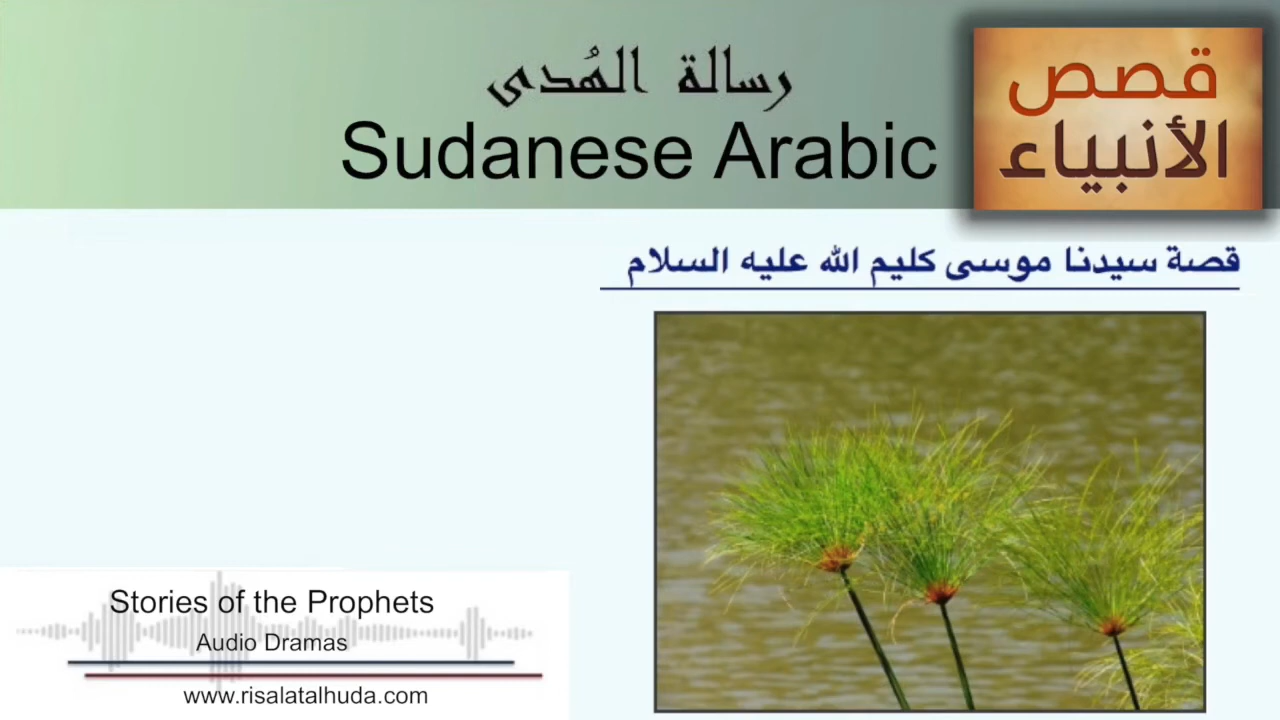 رسالة الهُدى
Sudanese Arabic
قصص
الأنبياء
قصة سيدنا موسى كليم الله عليه السلام
Stories of the Prophets
Audio Dramas
www.risalatalhuda.com